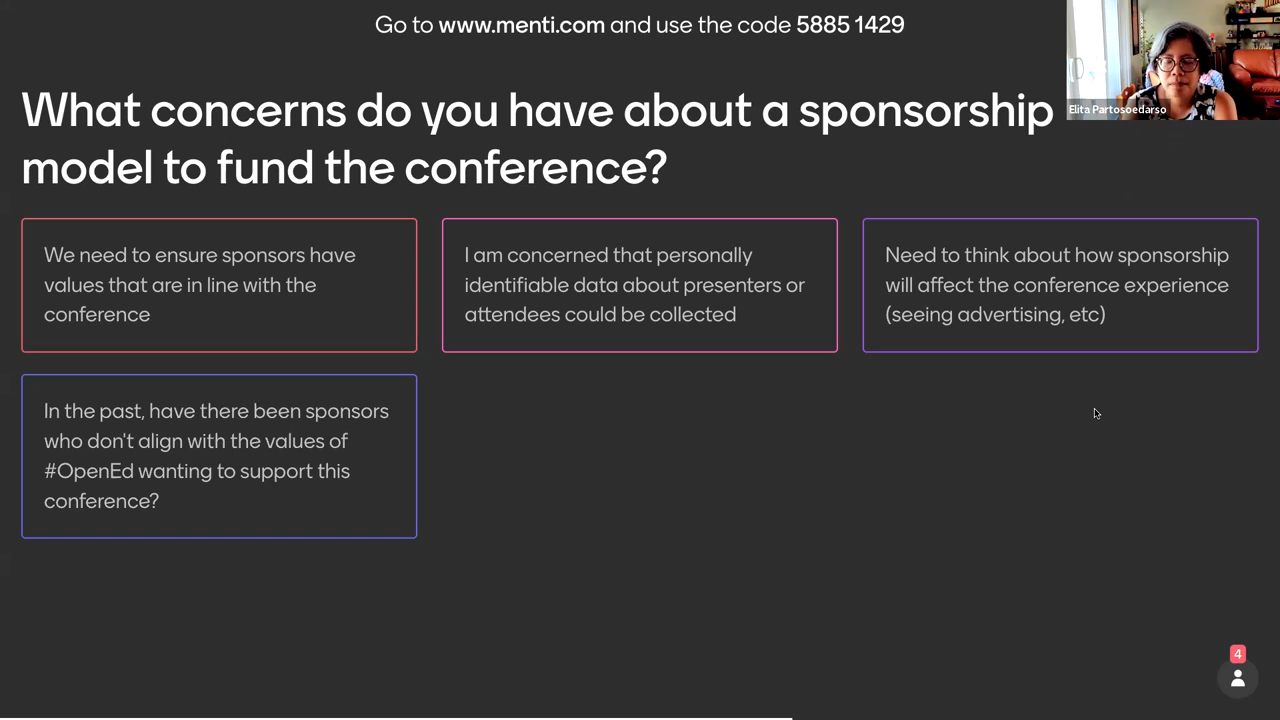 Go to www.menti.com and use the code 5885 1429
Elita Partosoedarso
What concerns do you have about a sponsorship
model to fund the conference?
We need to ensure sponsors have
values that are in line with the
conference
I am concerned that personally
identifiable data about presenters or
attendees could be collected
Need to think about how sponsorship
will affect the conference experience
(seeing advertising, etc)
In the past, have there been sponsors
who don't align with the values of
#OpenEd wanting to support this
conference?
4